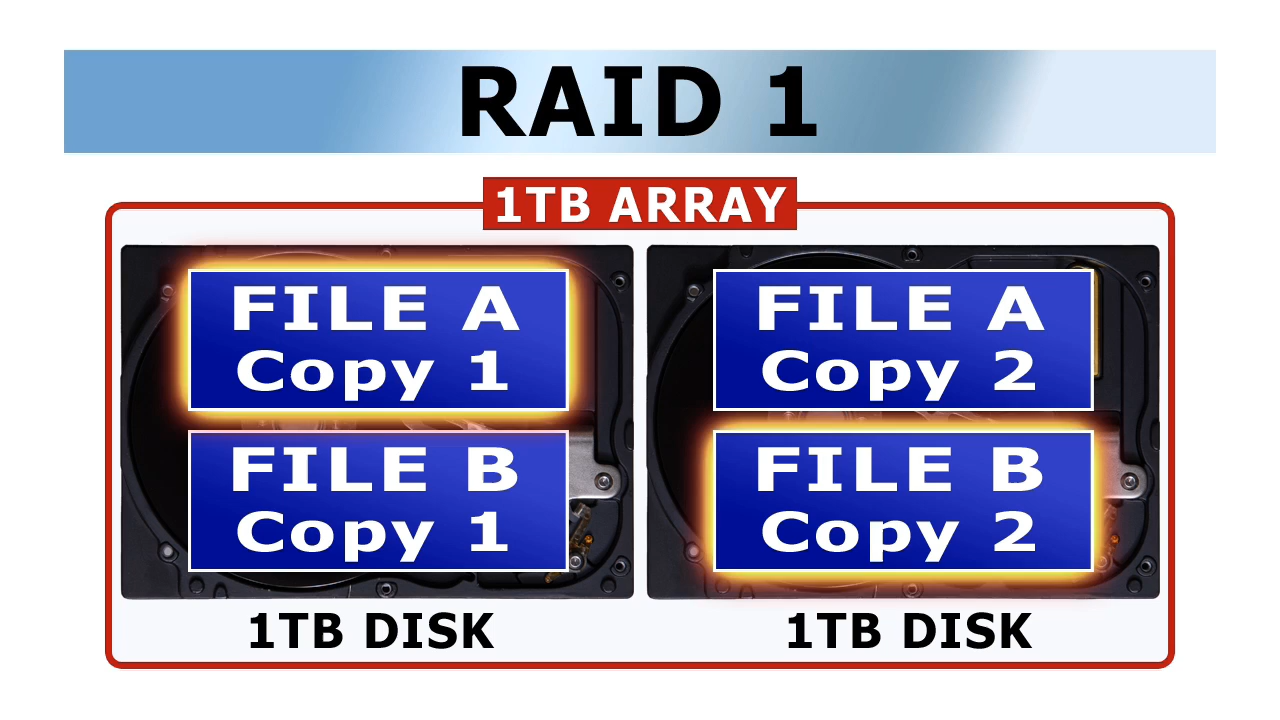 RAID 1
1TB ARRAY
FILE A
Copy 1
FILE A
Copy 2
FILE B
Copy 1
FILE B
Copy 2
1TB DISK
1TB DISK